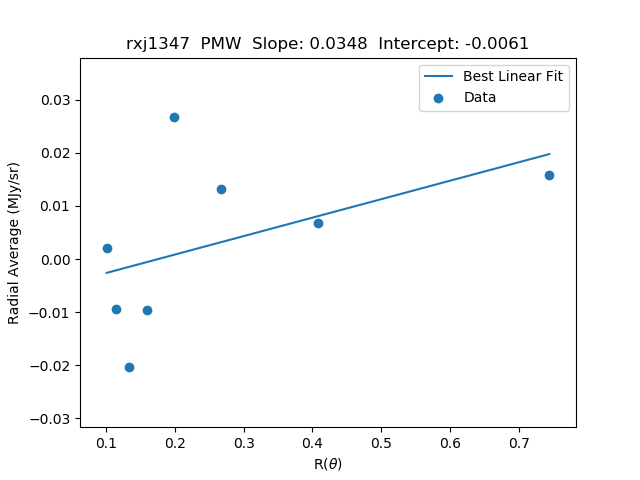 rxj1347  PMW  Slope: 0.0348  Intercept: -0.0061
Best Linear Fit
Data
Radial Average (MJy/sr)
0.03
0.02
0.01
0.00
−0.01
−0.02
−0.03
0.1 0.2 0.3 0.4 0.5 0.6 0.7
R(θ)